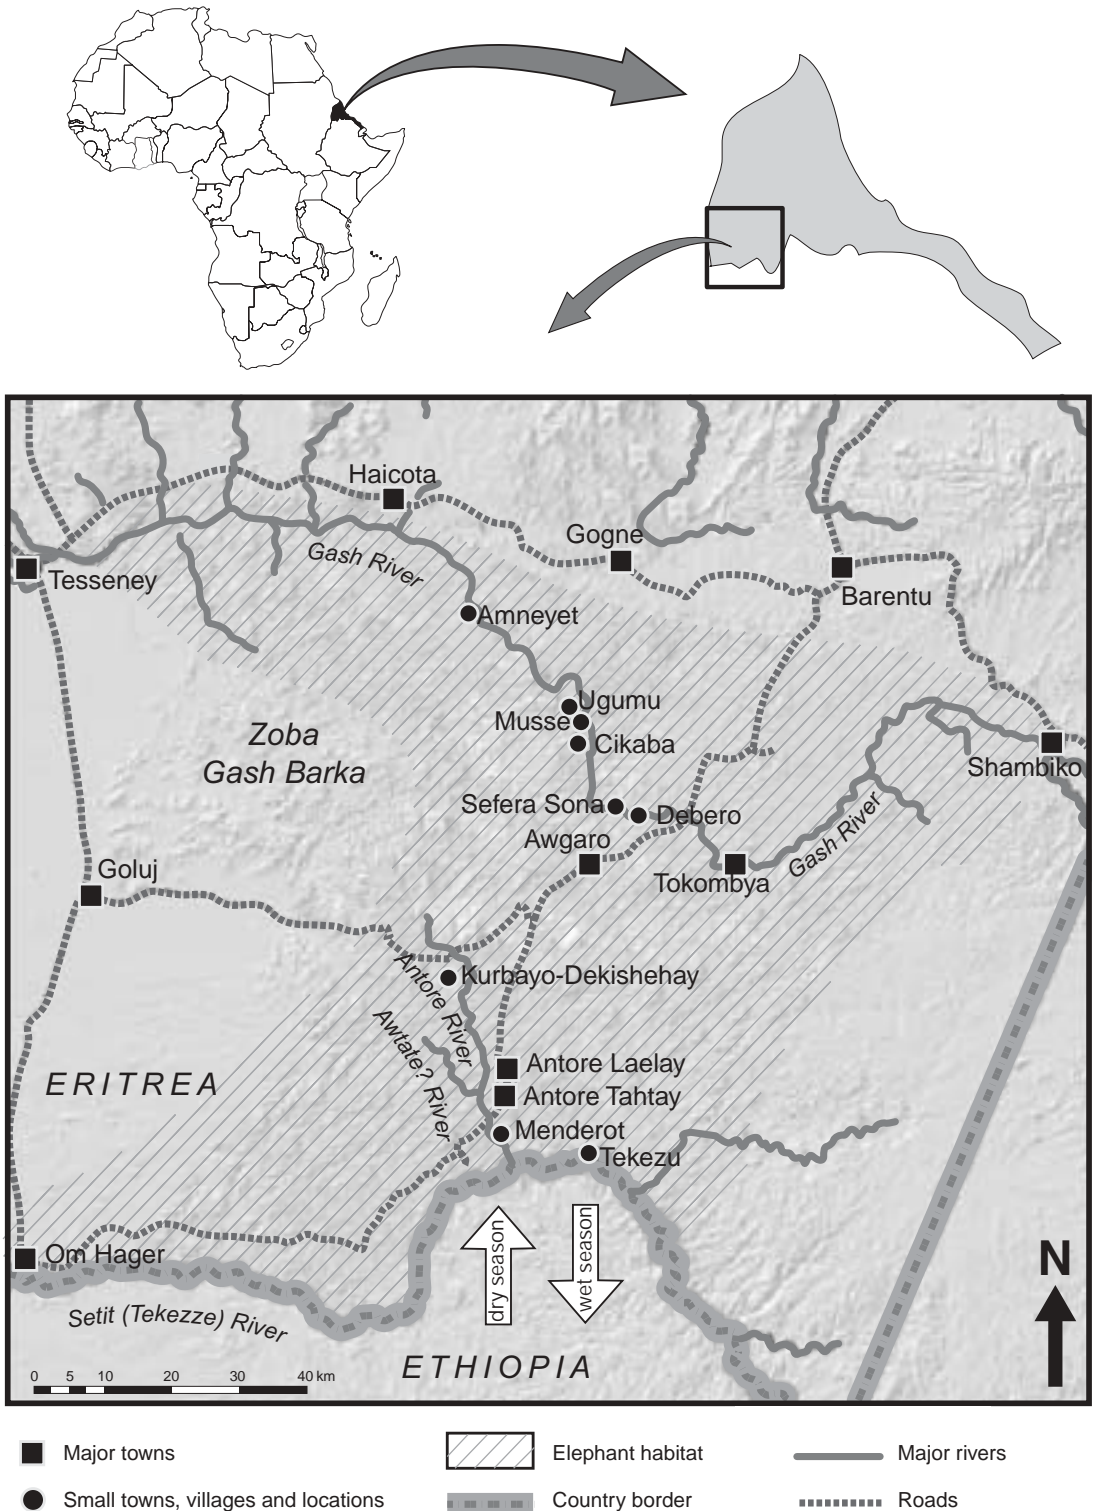 Haicota
Gogne
Gash River
Tesseney
Barentu
Amneyet
Ugumu
Musse
Zoba
Gash Barka
Cikaba
Shambiko
Sefera Sona
Debero
Awgaro
Gash River
Goluj
Tokombya
Kurbayo-Dekishehay
Antore River
Awtate? River
ERITREA
Antore Laelay
Antore Tahtay
Menderot
Tekezu
Om Hager
dry season
wet season
N
Setit (Tekezze) River
ETHIOPIA
0 5 10 20 30 40 km
Major towns
Elephant habitat
Major rivers
Small towns, villages and locations
Country border
Roads